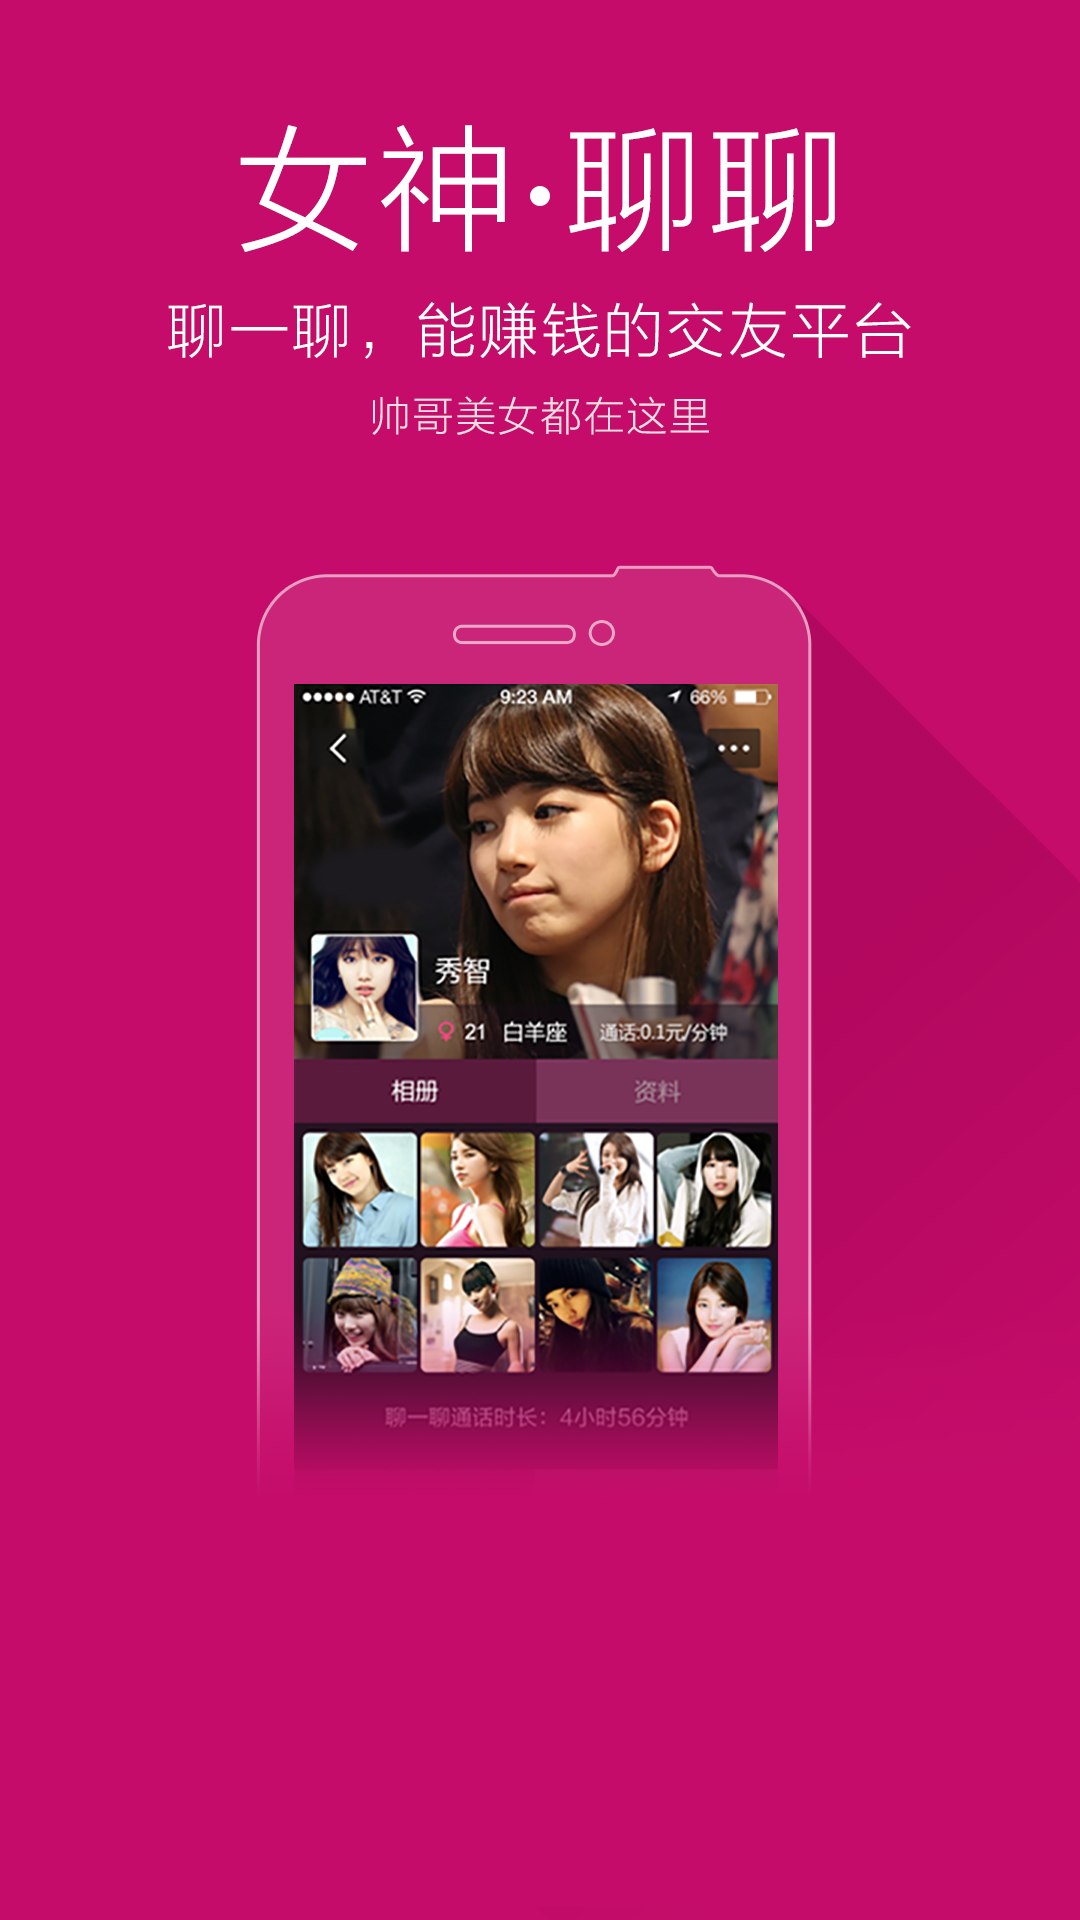 女神·聊聊
聊一聊，能赚钱的交友平台
帅哥美女都在这里
AT&T 9:23 AM 66%
秀智
21 白羊座 通话:0.1元/分钟
相册 资料
聊一聊通话时长：4小时56分钟